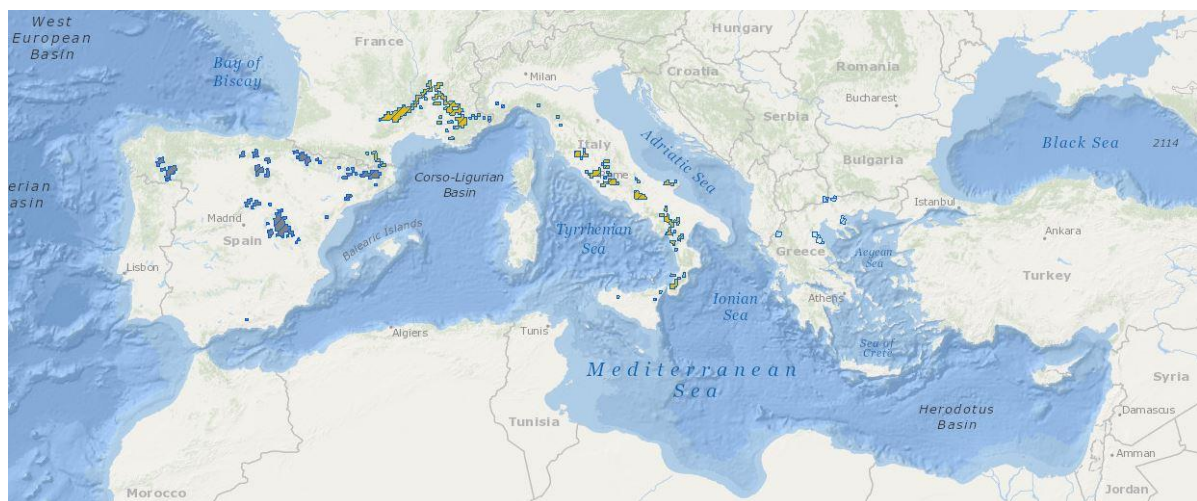 West
European
Basin
France
Hungary
Bay of
Biscay
Milan
Croatia
Romania
Bucharest
Serbia
Italy
Adriatic Sea
Black Sea
2114
Bulgaria
Corso-Ligurian
Basin
Istanbul
Madrid
Spain
Balearic Islands
Tyrrhenian
Sea
Ankara
Greece
Aegean
Sea
Turkey
Lisbon
Athens
Ionian
Sea
Algiers
Tunis
Sea of
Crete
Mediterranean
Sea
Syria
Herodotus
Basin
Damascus
Tunisia
Amman
Morocco
Jordan